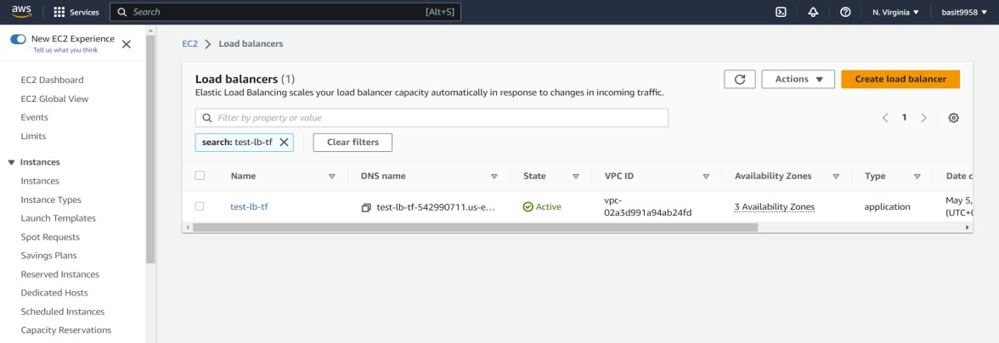 aws
Services
Search
[Alt+S]
N. Virginia
basit9958
New EC2 Experience
Tell us what you think
EC2 Dashboard
EC2 Global View
Events
Limits
Instances
Instances
Instance Types
Launch Templates
Spot Requests
Savings Plans
Reserved Instances
Dedicated Hosts
Scheduled Instances
Capacity Reservations
EC2 > Load balancers
Load balancers (1)
Elastic Load Balancing scales your load balancer capacity automatically in response to changes in incoming traffic.
Actions
Create load balancer
Filter by property or value
1
search: test-lb-tf
Clear filters
Name DNS name State VPC ID Availability Zones Type Date c
test-lb-tf test-lb-tf-542990711.us-e... Active vpc-02a3d991a94ab24fd 3 Availability Zones application May 5,
(UTC+0